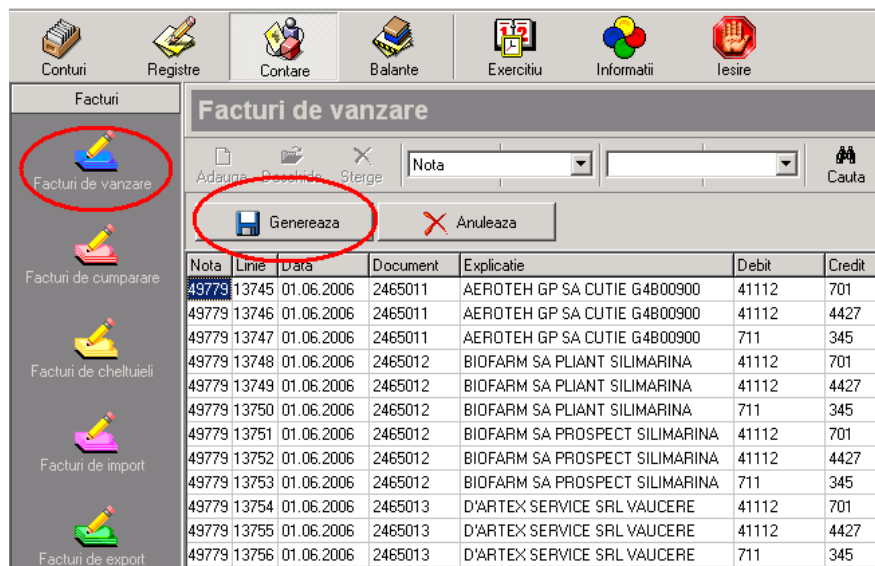 Conturi Registre Contare Balante Exercitiu Informatii Iesire
Facturi
Facturi de vanzare
Facturi de cumparare
Facturi de cheltuieli
Facturi de import
Facturi de export
Facturi de vanzare
Adauga Deschide Sterge Nota Cauta
Genereaza Anuleaza
Nota Linie Data Document Explicatie Debit Credit
49779 13745 01.06.2006 2465011 AEROTEH GP SA CUTIE G4B00900 41112 701
49779 13746 01.06.2006 2465011 AEROTEH GP SA CUTIE G4B00900 41112 4427
49779 13747 01.06.2006 2465011 AEROTEH GP SA CUTIE G4B00900 711 345
49779 13748 01.06.2006 2465012 BIOFARM SA PLIANT SILIMARINA 41112 701
49779 13749 01.06.2006 2465012 BIOFARM SA PLIANT SILIMARINA 41112 4427
49779 13750 01.06.2006 2465012 BIOFARM SA PLIANT SILIMARINA 711 345
49779 13751 01.06.2006 2465012 BIOFARM SA PROSPECT SILIMARINA 41112 701
49779 13752 01.06.2006 2465012 BIOFARM SA PROSPECT SILIMARINA 41112 4427
49779 13753 01.06.2006 2465012 BIOFARM SA PROSPECT SILIMARINA 711 345
49779 13754 01.06.2006 2465013 D'ARTEX SERVICE SRL VAUCERE 41112 701
49779 13755 01.06.2006 2465013 D'ARTEX SERVICE SRL VAUCERE 41112 4427
49779 13756 01.06.2006 2465013 D'ARTEX SERVICE SRL VAUCERE 711 345